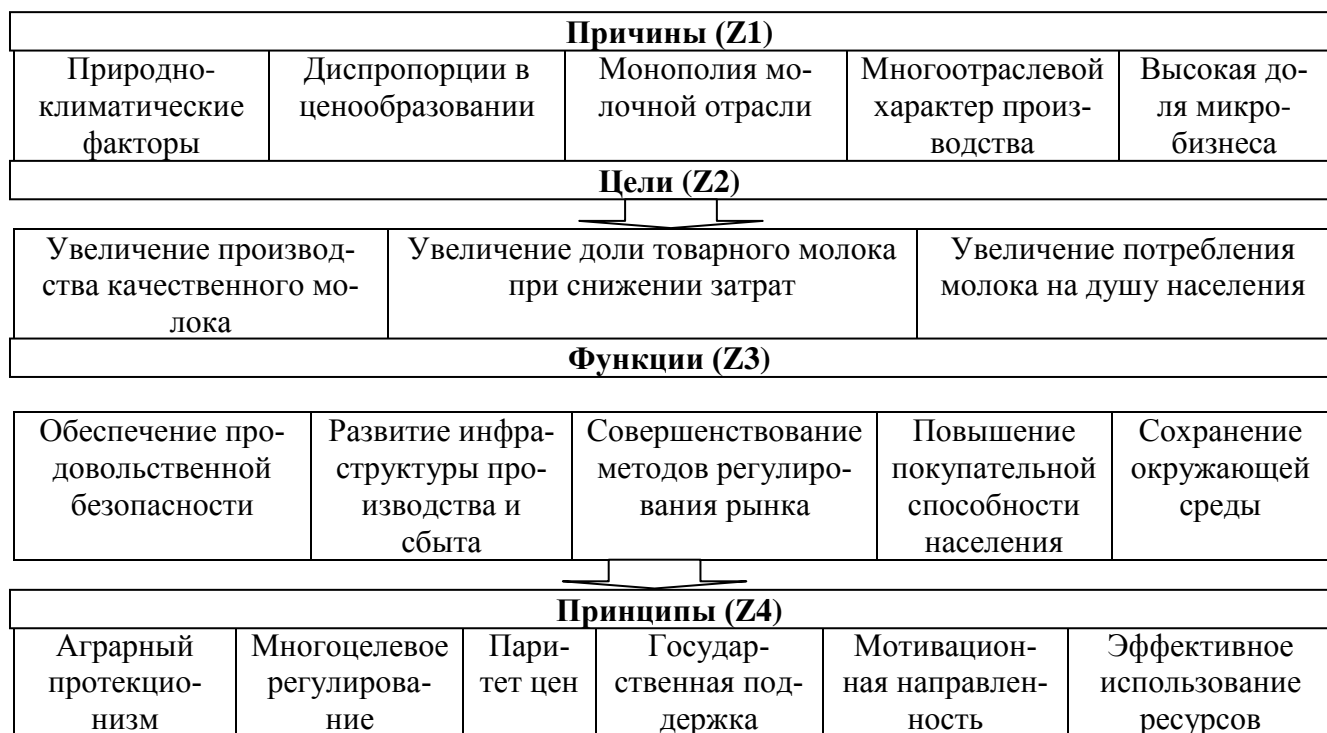 Причины (Z1)
Природно-
климатические
факторы
Диспропорции в
ценообразовании
Монополия мо-
лочной отрасли
Многоотраслевой
характер произ-
водства
Высокая до-
ля микро-
бизнеса
Цели (Z2)
Увеличение производ-
ства качественного мо-
лока
Увеличение доли товарного молока
при снижении затрат
Увеличение потребления
молока на душу населения
Функции (Z3)
Обеспечение про-
довольственной
безопасности
Развитие инфра-
структуры про-
изводства и
сбыта
Совершенствование
методов регулиро-
вания рынка
Повышение
покупательной
способности
населения
Сохранение
окружающей
среды
Принципы (Z4)
Аграрный
протекцио-
низм
Многоцелевое
регулирова-
ние
Пари-
тет цен
Государ-
ственная под-
держка
Мотивацион-
ная направлен-
ность
Эффективное
использование
ресурсов